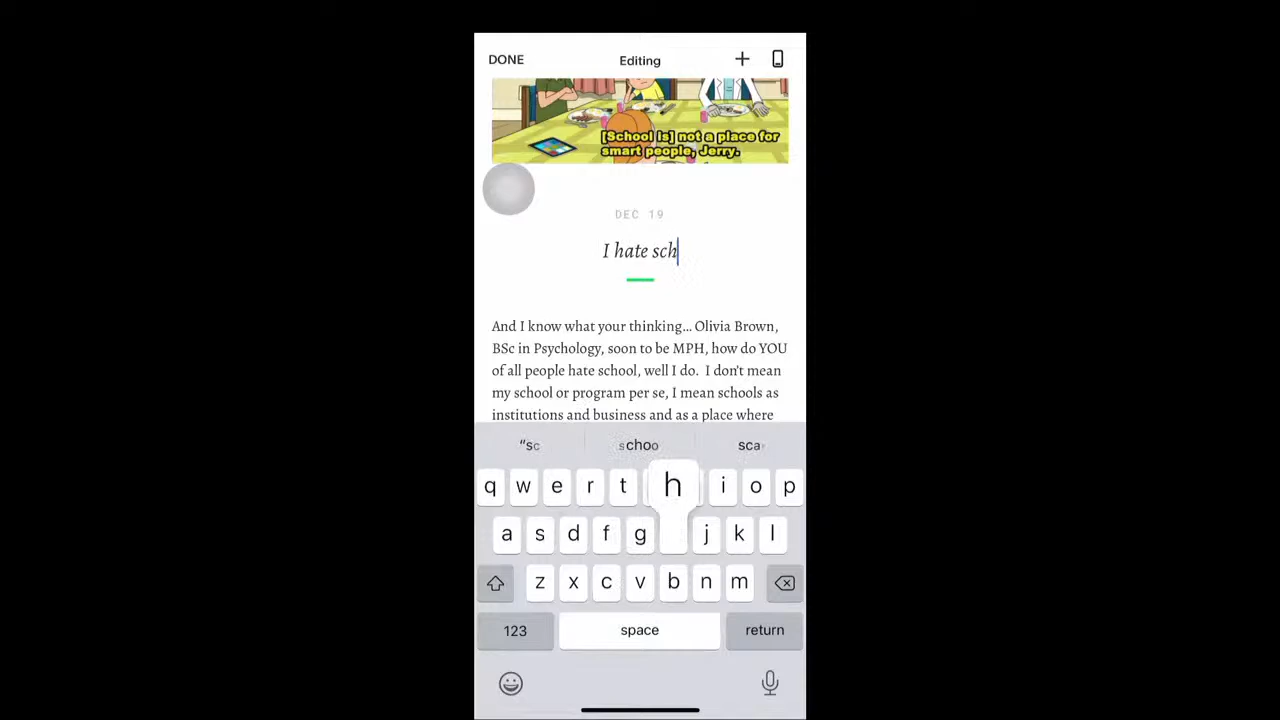 DONE
Editing
[School is] not a place for
smart people, Jerry.
DEC 19
I hate sch
And I know what your thinking... Olivia Brown,
BSc in Psychology, soon to be MPH, how do YOU
of all people hate school, well I do. I don't mean
my school or program per se, I mean schools as
institutions and business and as a place where
"sc schoo sca
q w e r t h i o p
a s d f g j k l
z x c v b n m
123 space return